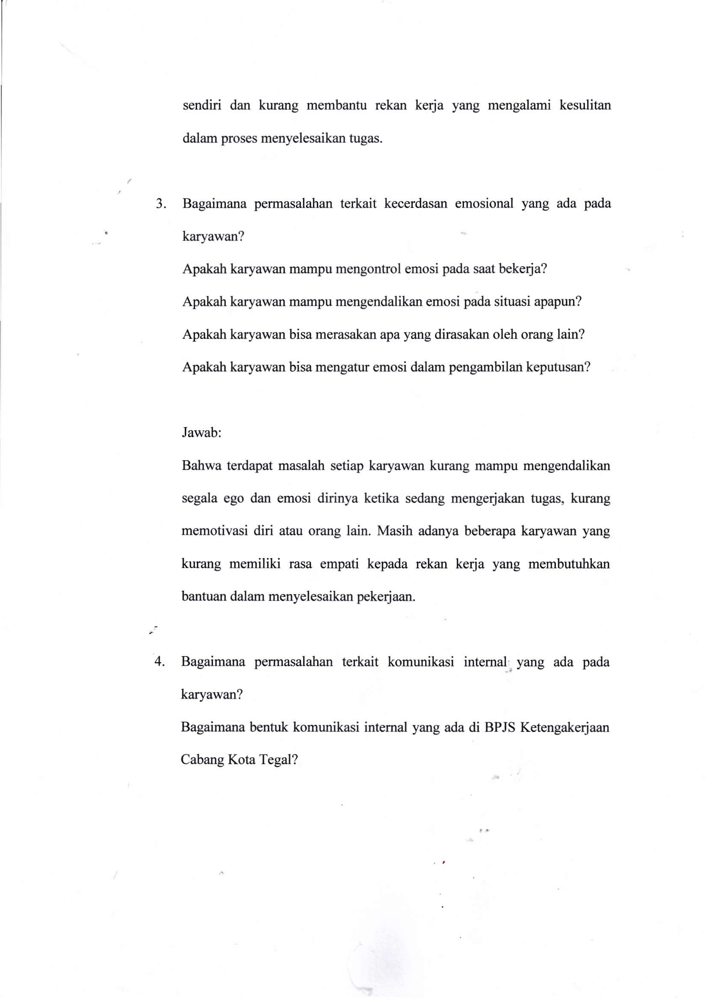 sendiri dan kurang membantu rekan kerja yang mengalami kesulitan
dalam proses menyelesaikan tugas.
3. Bagaimana permasalahan terkait kecerdasan emosional yang ada pada
karyawan?
Apakah karyawan mampu mengontrol emosi pada saat bekerja?
Apakah karyawan mampu mengendalikan emosi pada situasi apapun?
Apakah karyawan bisa merasakan apa yang dirasakan oleh orang lain?
Apakah karyawan bisa mengatur emosi dalam pengambilan keputusan?
Jawab:
Bahwa terdapat masalah setiap karyawan kurang mampu mengendalikan
segala ego dan emosi dirinya ketika sedang mengerjakan tugas, kurang
memotivasi diri atau orang lain. Masih adanya beberapa karyawan yang
kurang memiliki rasa empati kepada rekan kerja yang membutuhkan
bantuan dalam menyelesaikan pekerjaan.
4. Bagaimana permasalahan terkait komunikasi internal yang ada pada
karyawan?
Bagaimana bentuk komunikasi internal yang ada di BPJS Ketengakerjaan
Cabang Kota Tegal?